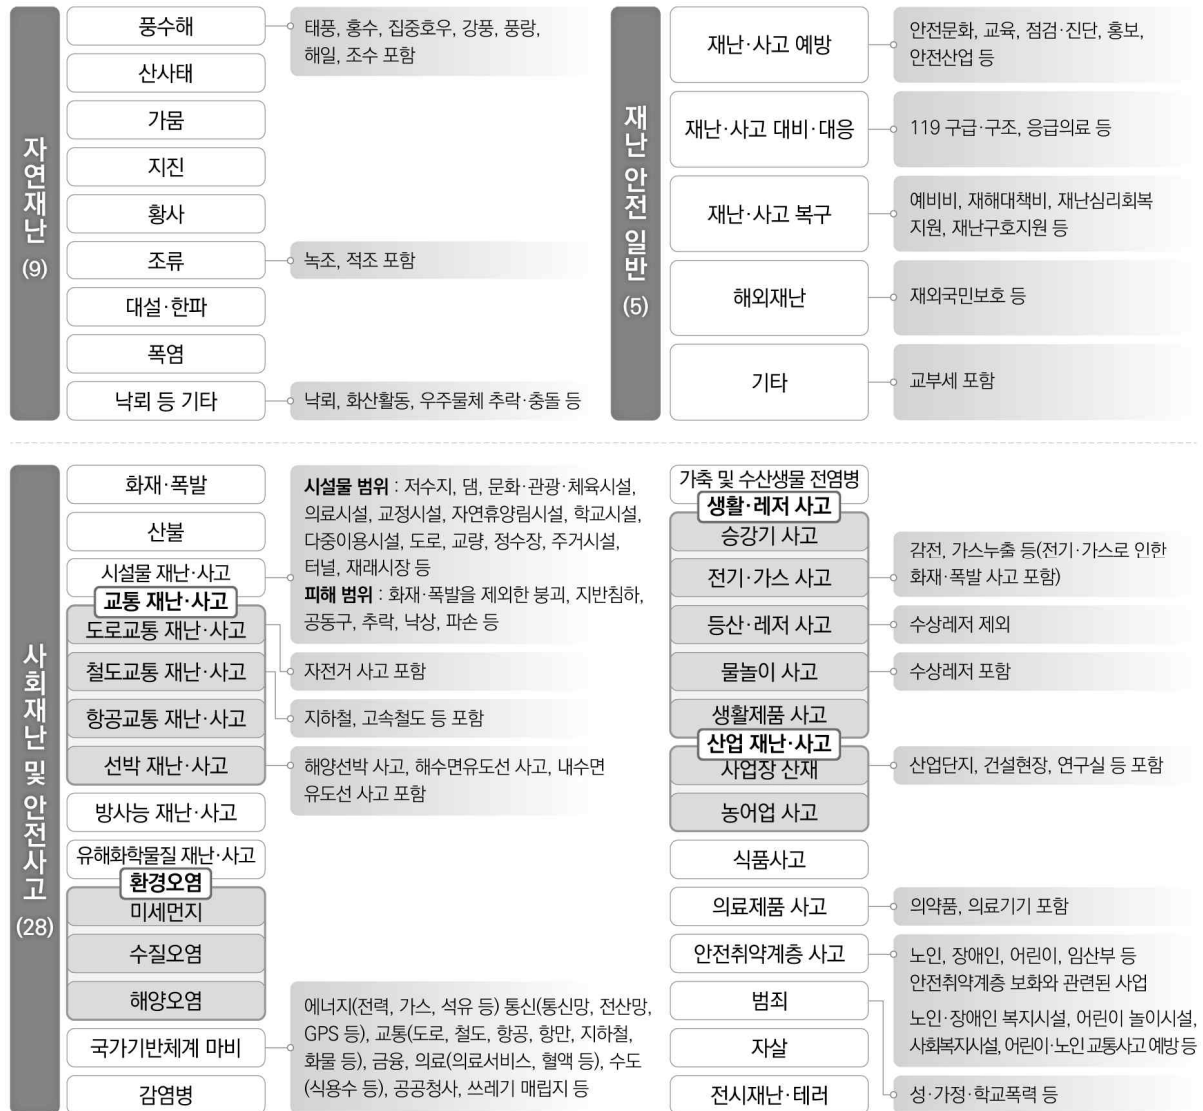 자연재난
(9)
풍수해
태풍, 홍수, 집중호우, 강풍, 풍랑,
해일, 조수 포함
산사태
가뭄
지진
황사
조류
녹조, 적조 포함
대설·한파
폭염
낙뢰 등 기타
낙뢰, 화산활동, 우주물체 추락·충돌 등
재난 안전 일반
(5)
재난·사고 예방
안전문화, 교육, 점검·진단, 홍보,
안전산업 등
재난·사고 대비·대응
119 구급·구조, 응급의료 등
재난·사고 복구
예비비, 재해대책비, 재난심리회복
지원, 재난구호지원 등
해외재난
재외국민보호 등
기타
교부세 포함
사회재난 및 안전사고
(28)
화재·폭발
산불
시설물 재난·사고
시설물 범위 : 저수지, 댐, 문화·관광·체육시설,
의료시설, 교정시설, 자연휴양림시설, 학교시설,
다중이용시설, 도로, 교량, 정수장, 주거시설,
터널, 재래시장 등
피해 범위 : 화재·폭발을 제외한 붕괴, 지반침하,
공동구, 추락, 낙상, 파손 등
교통 재난·사고
도로교통 재난·사고
자전거 사고 포함
철도교통 재난·사고
지하철, 고속철도 등 포함
항공교통 재난·사고
선박 재난·사고
해양선박 사고, 해수면유도선 사고, 내수면
유도선 사고 포함
방사능 재난·사고
유해화학물질 재난·사고
환경오염
미세먼지
수질오염
해양오염
국가기반체계 마비
에너지(전력, 가스, 석유 등) 통신(통신망, 전산망,
GPS 등), 교통(도로, 철도, 항공, 항만, 지하철,
화물 등), 금융, 의료(의료서비스, 혈액 등), 수도
(식용수 등), 공공청사, 쓰레기 매립지 등
감염병
가축 및 수산생물 전염병
생활·레저 사고
승강기 사고
전기·가스 사고
감전, 가스누출 등(전기·가스로 인한
화재·폭발 사고 포함)
등산·레저 사고
수상레저 제외
물놀이 사고
수상레저 포함
생활제품 사고
산업 재난·사고
사업장 산재
산업단지, 건설현장, 연구실 등 포함
농어업 사고
식품사고
의료제품 사고
의약품, 의료기기 포함
안전취약계층 사고
노인, 장애인, 어린이, 임산부 등
안전취약계층 보화와 관련된 사업
노인·장애인 복지시설, 어린이 놀이시설,
사회복지시설, 어린이·노인 교통사고 예방 등
범죄
성·가정·학교폭력 등
자살
전시재난·테러